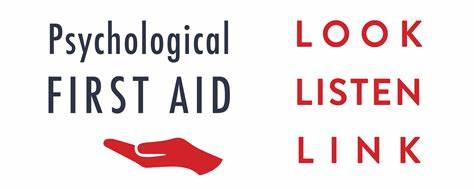 Psychological
FIRST AID
LOOK
LISTEN
LINK